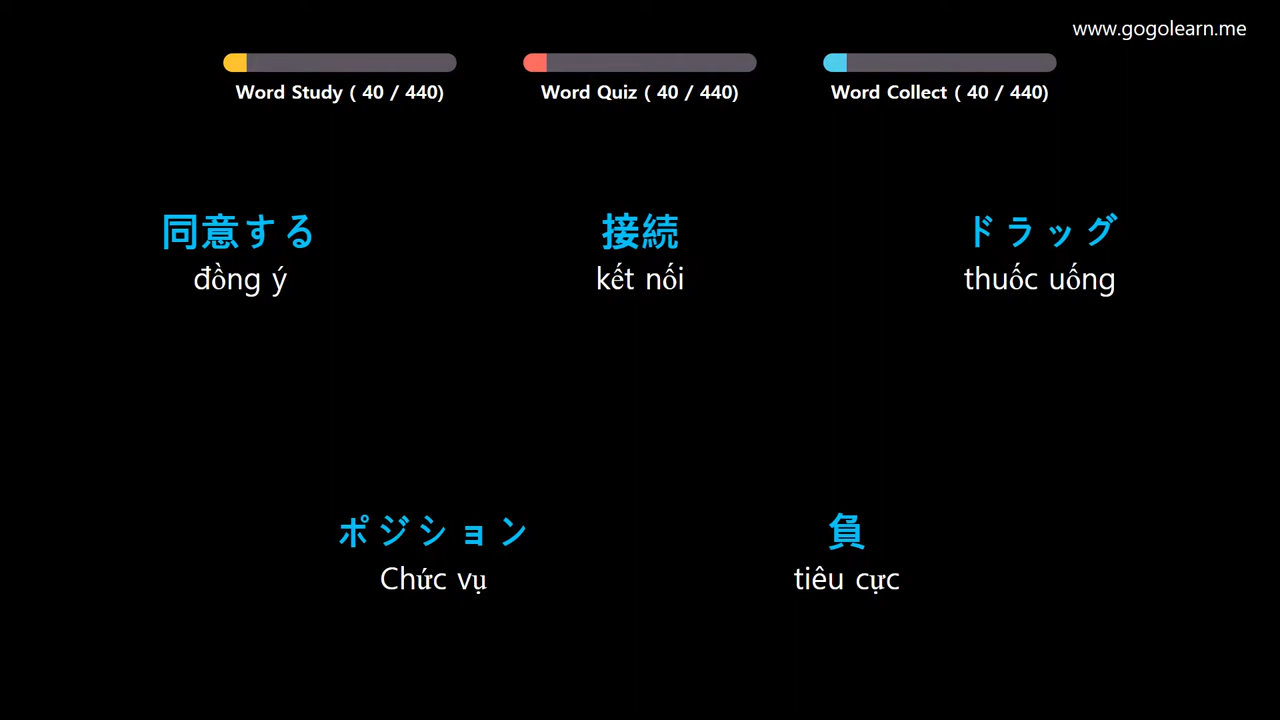 www.gogolearn.me
Word Study ( 40 / 440)
Word Quiz ( 40 / 440)
Word Collect ( 40 / 440)
同意する
đồng ý
接続
kết nối
ドラッグ
thuốc uống
ポジション
Chức vụ
負
tiêu cực